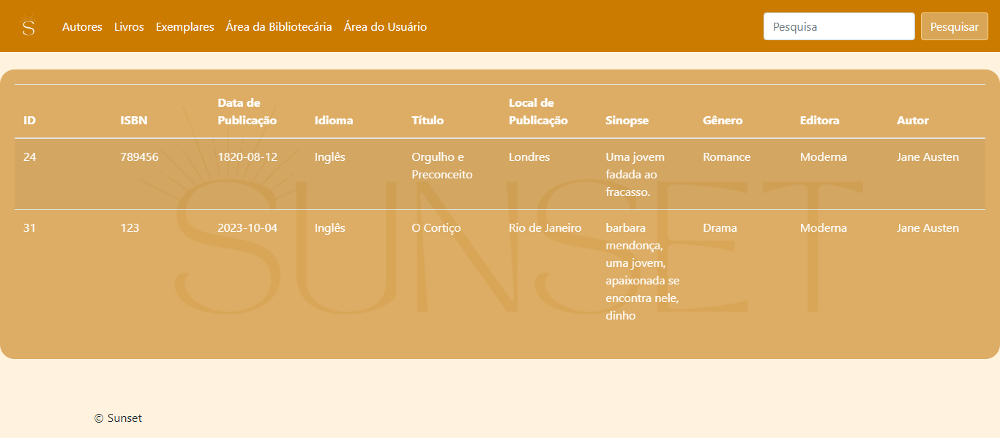 S
Autores Livros Exemplares Área da Bibliotecária Área do Usuário Pesquisa Pesquisar
ID ISBN Data de Publicação Idioma Título Local de Publicação Sinopse Gênero Editora Autor
24 789456 1820-08-12 Inglês Orgulho e Preconceito Londres Uma jovem fadada ao fracasso. Romance Moderna Jane Austen
31 123 2023-10-04 Inglês O Cortiço Rio de Janeiro barbara mendonça, uma jovem, apaixonada se encontra nele, dinho Drama Moderna Jane Austen
SUNSET
© Sunset